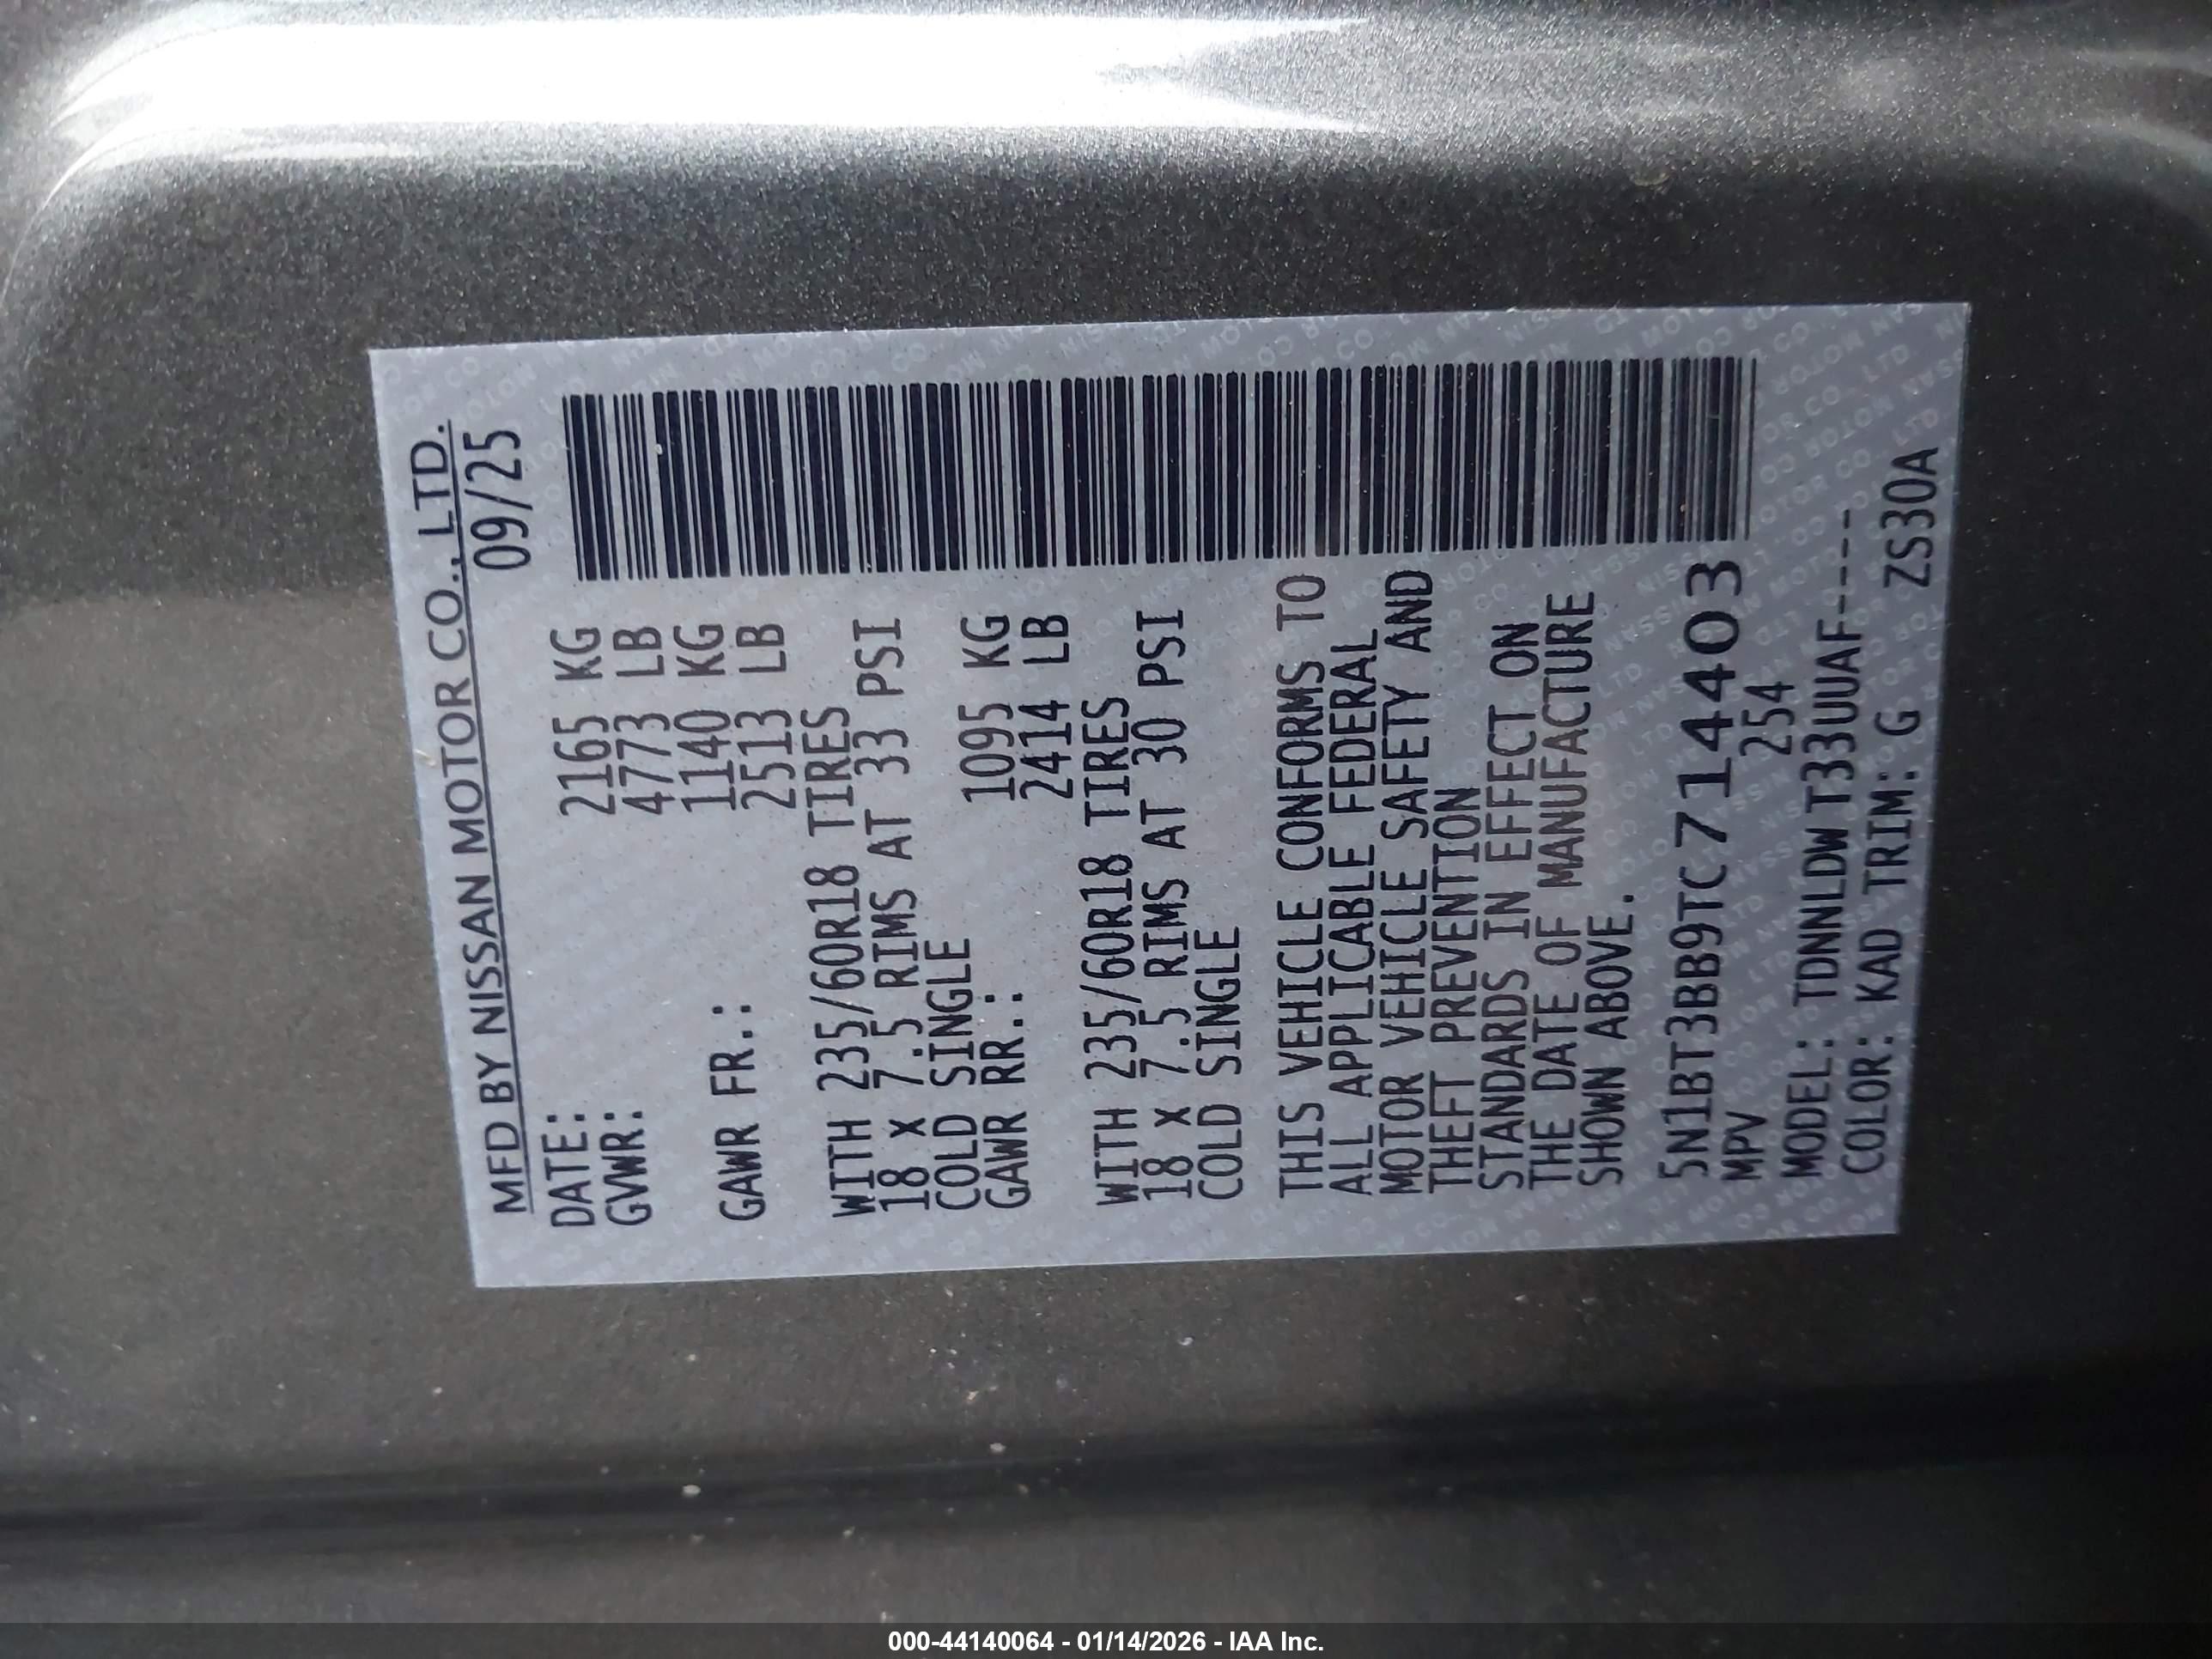 MFD BY NISSAN MOTOR CO., LTD.
DATE: 09/25
GVWR: 2165 KG
4773 LB
GAWR FR.: 1140 KG
2513 LB
WITH 235/60R18 TIRES
18 X 7.5 RIMS AT 33 PSI
COLD SINGLE
GAWR RR.: 1095 KG
2414 LB
WITH 235/60R18 TIRES
18 X 7.5 RIMS AT 30 PSI
COLD SINGLE
THIS VEHICLE CONFORMS TO
ALL APPLICABLE FEDERAL
MOTOR VEHICLE SAFETY AND
THEFT PREVENTION
STANDARDS IN EFFECT ON
THE DATE OF MANUFACTURE
SHOWN ABOVE.
5N1BT3BB9TC714403
MPV 254
MODEL: TDNNLDW T33UUAF----
COLOR: KAD TRIM: G ZS30A
000-44140064 - 01/14/2026 - IAA Inc.